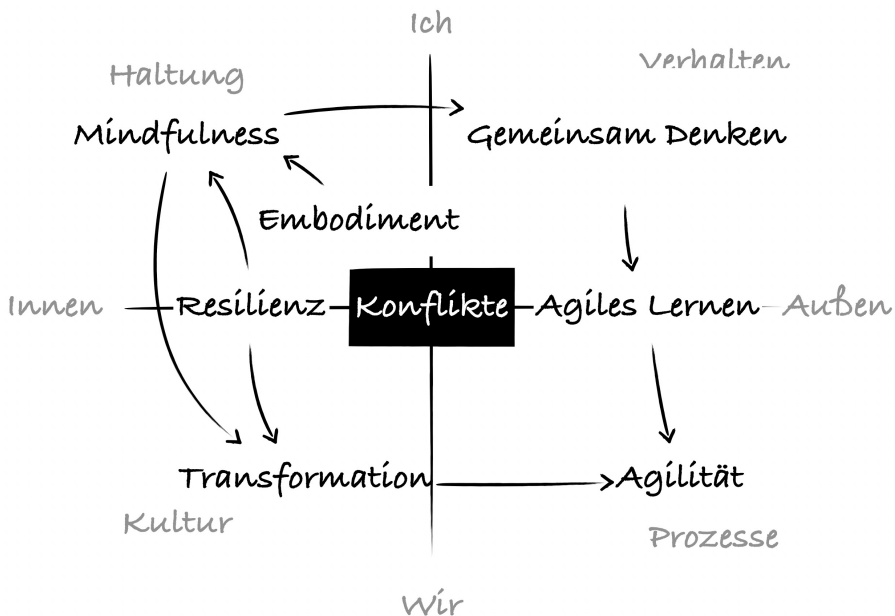 Ich
Verhalten
Haltung
Mindfulness
Gemeinsam Denken
Embodiment
Innen
Resilienz
Konflikte
Agiles Lernen
Außen
Transformation
Agilität
Kultur
Prozesse
Wir